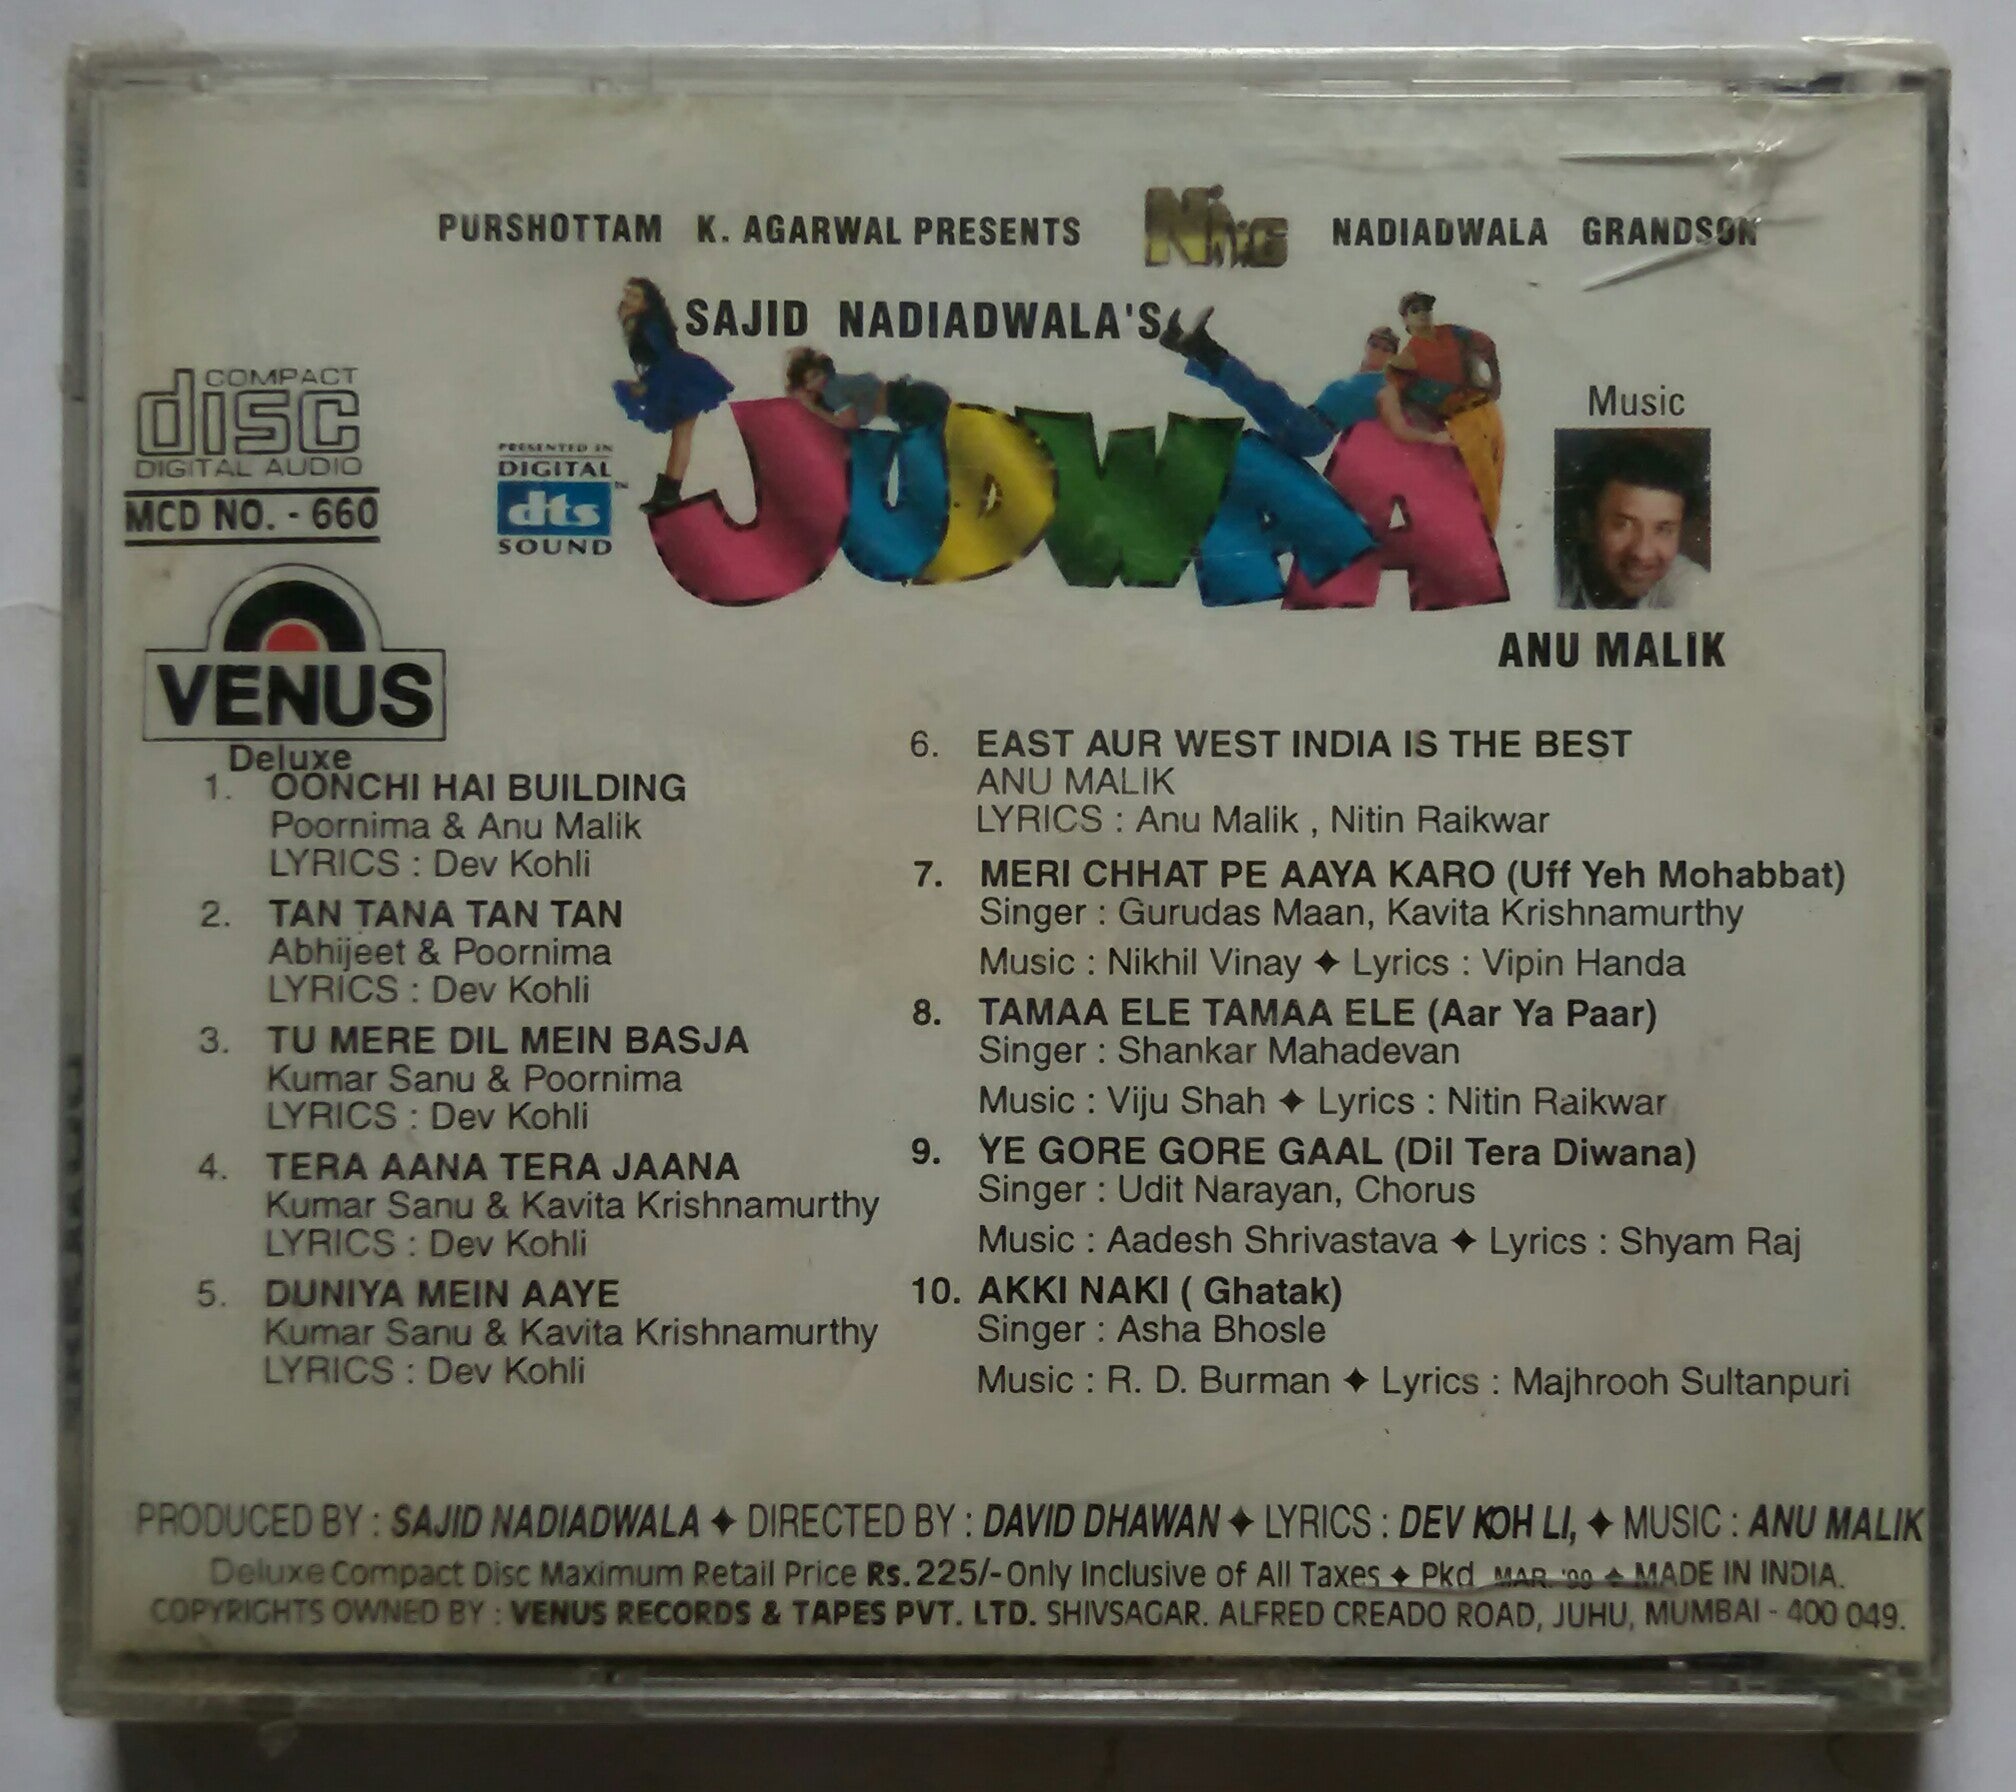 PURSHOTTAM K. AGARWAL PRESENTS NADIADWALA GRANDSON
SAJID NADIADWALA'S
JUDWAA
COMPACT
disc
DIGITAL AUDIO
MCD NO. - 660
PRESENTED IN
DIGITAL
dts™
SOUND
Music
ANU MALIK
VENUS
Deluxe
1. OONCHI HAI BUILDING
Poornima & Anu Malik
LYRICS : Dev Kohli
2. TAN TANA TAN TAN
Abhijeet & Poornima
LYRICS : Dev Kohli
3. TU MERE DIL MEIN BASJA
Kumar Sanu & Poornima
LYRICS : Dev Kohli
4. TERA AANA TERA JAANA
Kumar Sanu & Kavita Krishnamurthy
LYRICS : Dev Kohli
5. DUNIYA MEIN AAYE
Kumar Sanu & Kavita Krishnamurthy
LYRICS : Dev Kohli
6. EAST AUR WEST INDIA IS THE BEST
ANU MALIK
LYRICS : Anu Malik , Nitin Raikwar
7. MERI CHHAT PE AAYA KARO (Uff Yeh Mohabbat)
Singer : Gurudas Maan, Kavita Krishnamurthy
Music : Nikhil Vinay ✦ Lyrics : Vipin Handa
8. TAMAA ELE TAMAA ELE (Aar Ya Paar)
Singer : Shankar Mahadevan
Music : Viju Shah ✦ Lyrics : Nitin Raikwar
9. YE GORE GORE GAAL (Dil Tera Diwana)
Singer : Udit Narayan, Chorus
Music : Aadesh Shrivastava ✦ Lyrics : Shyam Raj
10. AKKI NAKI ( Ghatak)
Singer : Asha Bhosle
Music : R. D. Burman ✦ Lyrics : Majhrooh Sultanpuri
PRODUCED BY : SAJID NADIADWALA ✦ DIRECTED BY : DAVID DHAWAN ✦ LYRICS : DEV KOH LI, ✦ MUSIC : ANU MALIK
Deluxe Compact Disc Maximum Retail Price Rs. 225/- Only Inclusive of All Taxes ✦ Pkd MAR. ✦ MADE IN INDIA.
COPYRIGHTS OWNED BY : VENUS RECORDS & TAPES PVT. LTD. SHIVSAGAR. ALFRED CREADO ROAD, JUHU, MUMBAI - 400 049.